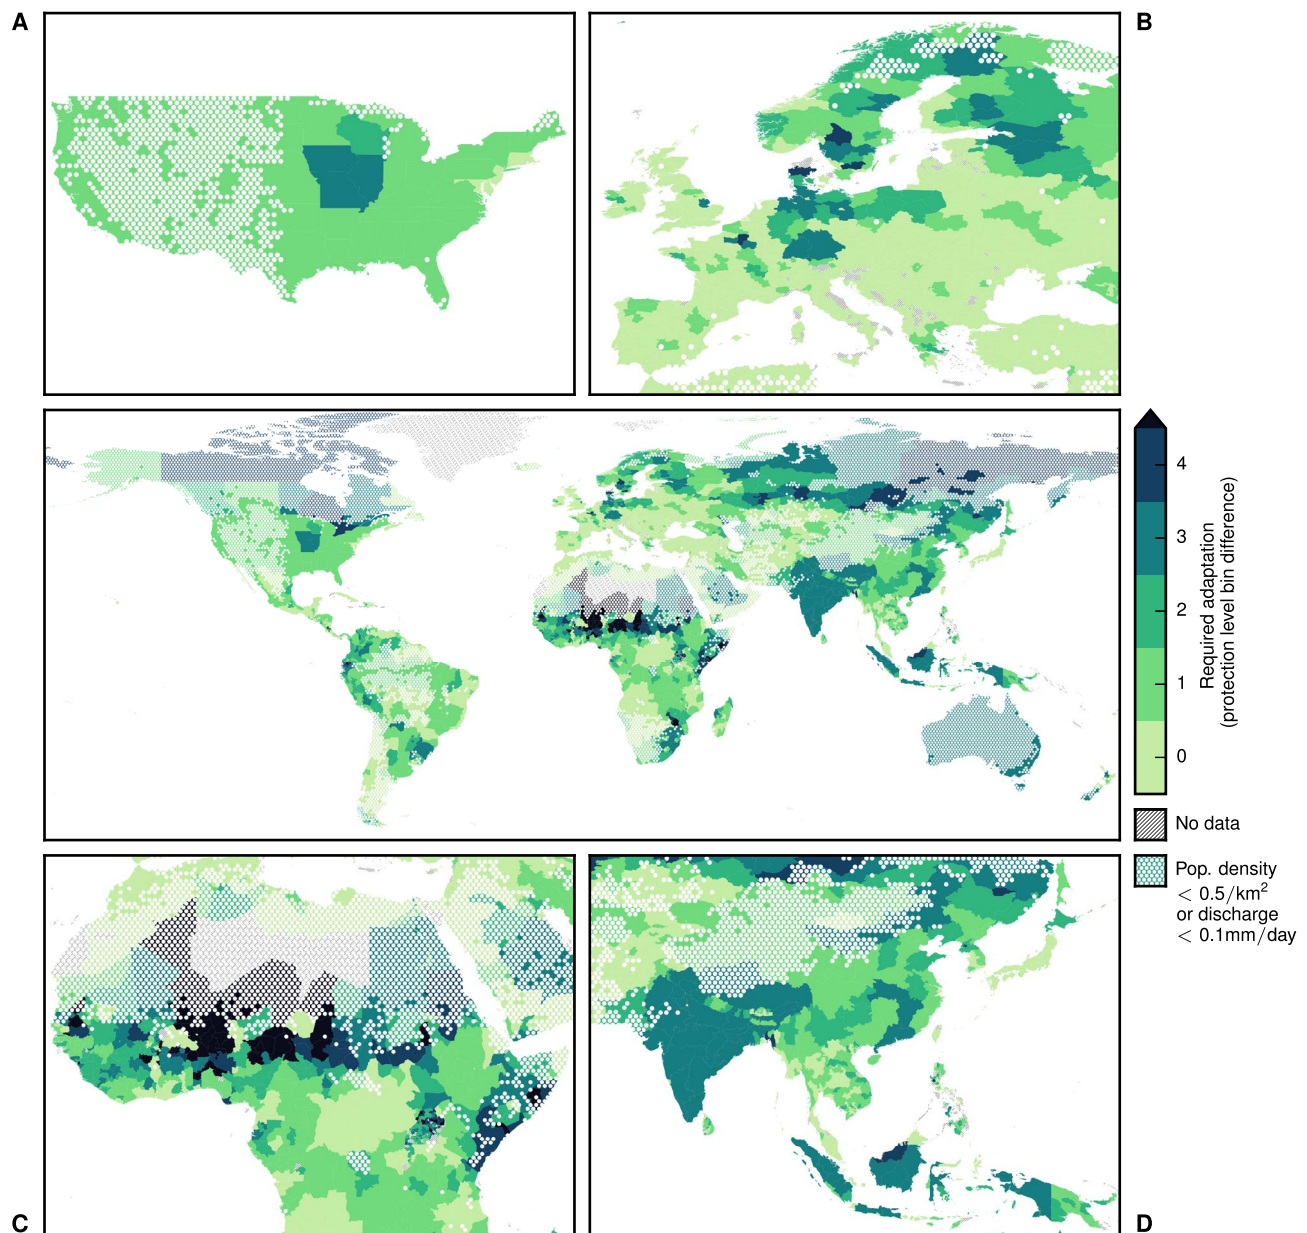 A
B
4
3
2
1
0
Required adaptation
(protection level bin difference)
No data
Pop. density
< 0.5/km²
or discharge
< 0.1mm/day
C
D